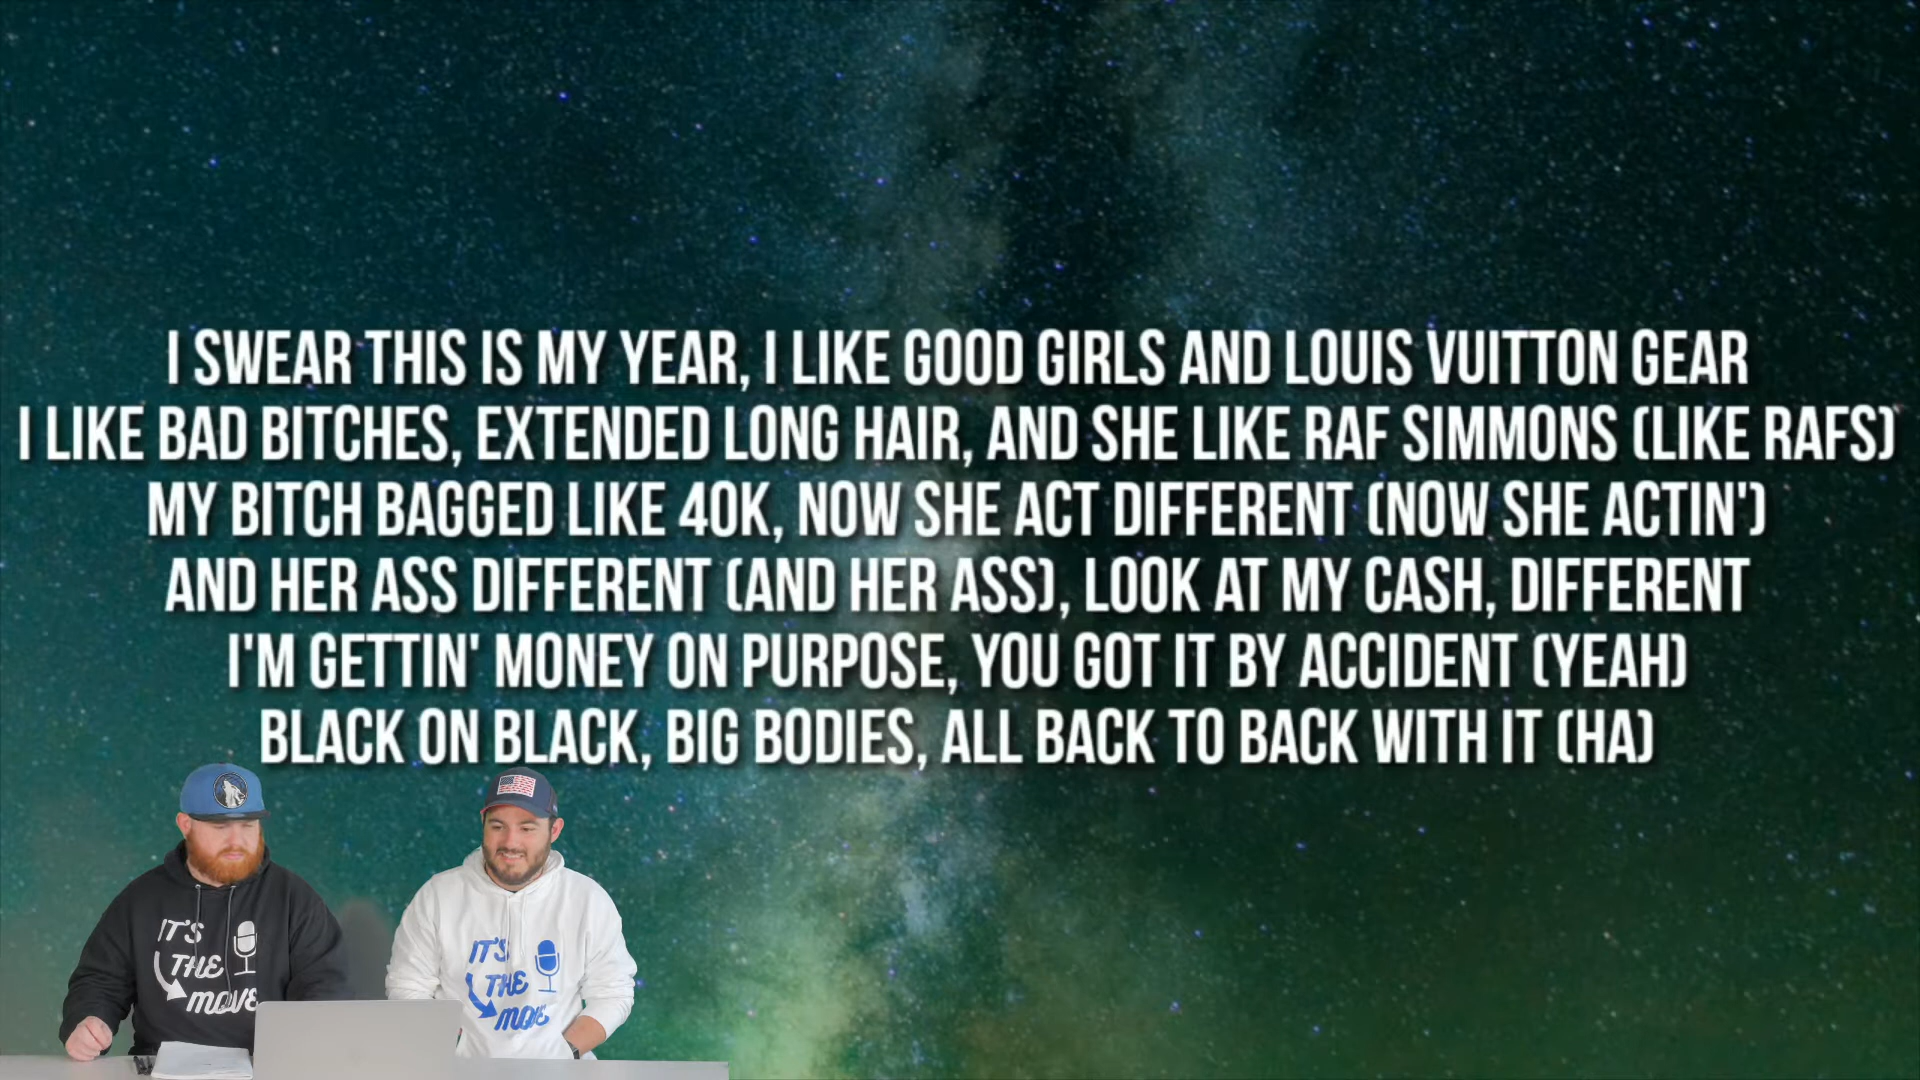 I SWEAR THIS IS MY YEAR, I LIKE GOOD GIRLS AND LOUIS VUITTON GEAR
I LIKE BAD BITCHES, EXTENDED LONG HAIR, AND SHE LIKE RAF SIMMONS (LIKE RAFS)
MY BITCH BAGGED LIKE 40K, NOW SHE ACT DIFFERENT (NOW SHE ACTIN')
AND HER ASS DIFFERENT (AND HER ASS), LOOK AT MY CASH, DIFFERENT
I'M GETTIN' MONEY ON PURPOSE, YOU GOT IT BY ACCIDENT (YEAH)
BLACK ON BLACK, BIG BODIES, ALL BACK TO BACK WITH IT (HA)
IT'S
THE
MOVE
IT'S
THE
MOVE